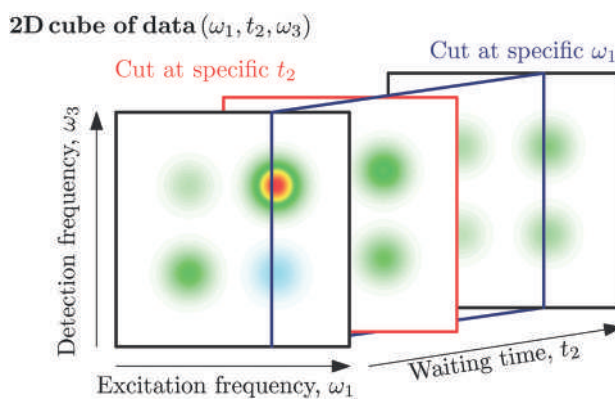 2D cube of data (ω₁, t₂, ω₃)
Cut at specific ω₁
Cut at specific t₂
Detection frequency, ω₃
Excitation frequency, ω₁
Waiting time, t₂